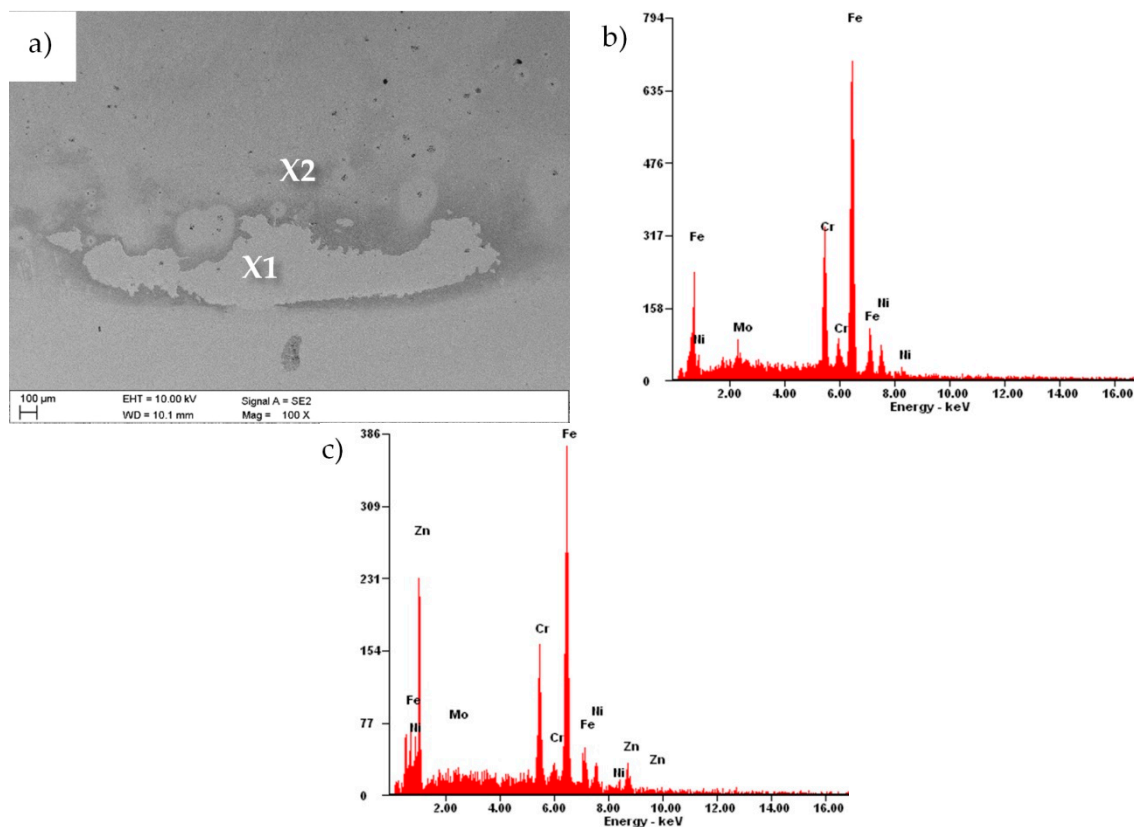 a)
X2
X1
100 µm
EHT = 10.00 kV
Signal A = SE2
WD = 10.1 mm
Mag = 100 X
b)
794
635
476
317
158
0
Fe
Cr
Fe
Ni
Mo
Cr
Fe
Ni
Ni
2.00 4.00 6.00 8.00 10.00 12.00 14.00 16.00
Energy - keV
c)
386
309
231
154
77
0
Fe
Zn
Cr
Fe
Ni
Mo
Cr
Fe
Ni
Ni
Zn
Zn
2.00 4.00 6.00 8.00 10.00 12.00 14.00 16.00
Energy - keV